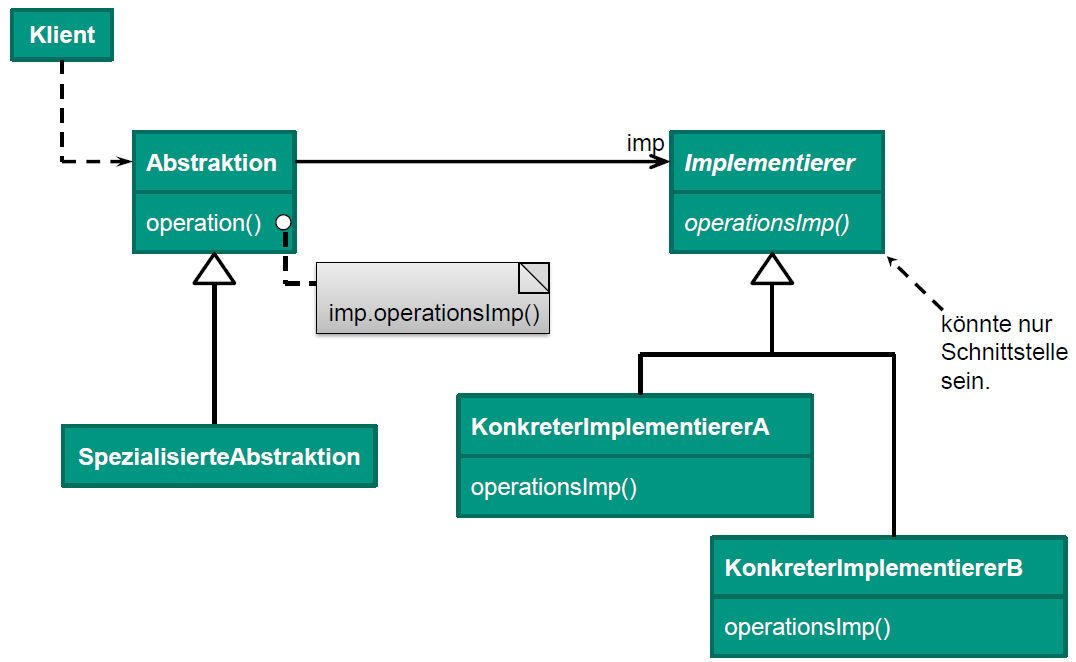 Klient
Abstraktion
operation()
imp
Implementierer
operationsImp()
imp.operationsImp()
könnte nur
Schnittstelle
sein.
SpezialisierteAbstraktion
KonkreterImplementiererA
operationsImp()
KonkreterImplementiererB
operationsImp()